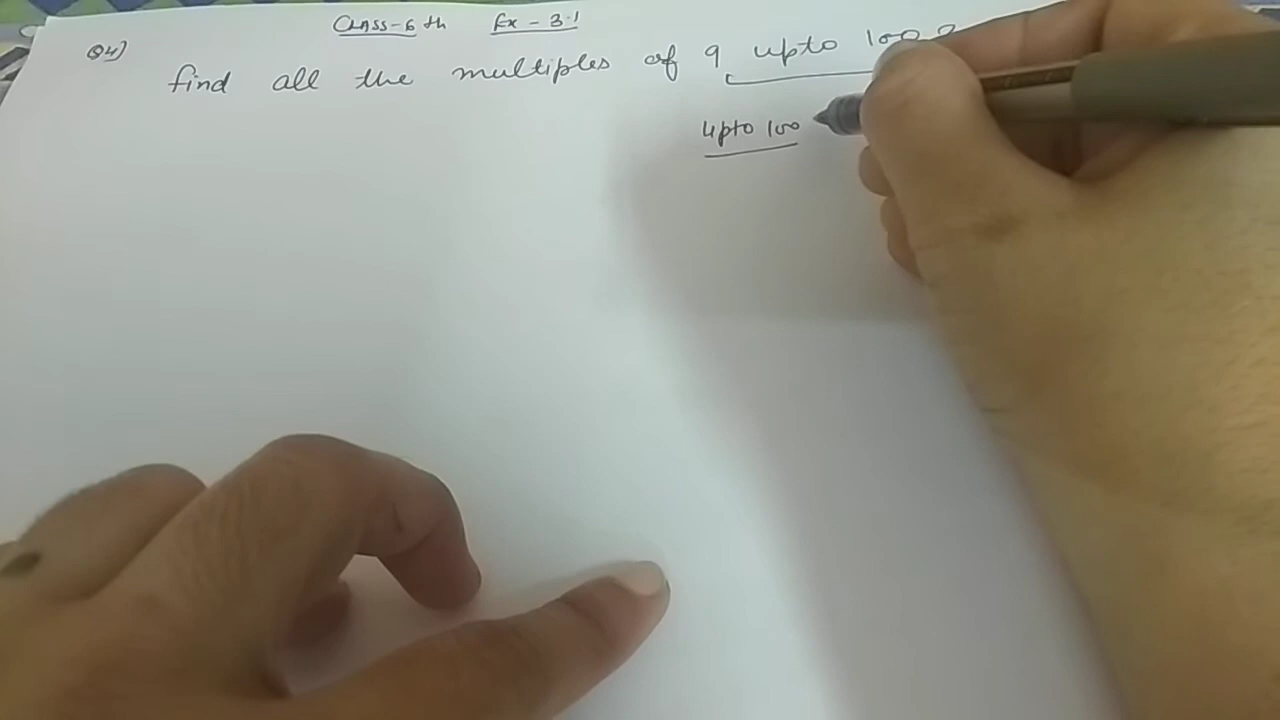 CLASS-6th Ex-3.1
Q4)
find all the multiples of 9 upto 100?
upto 100